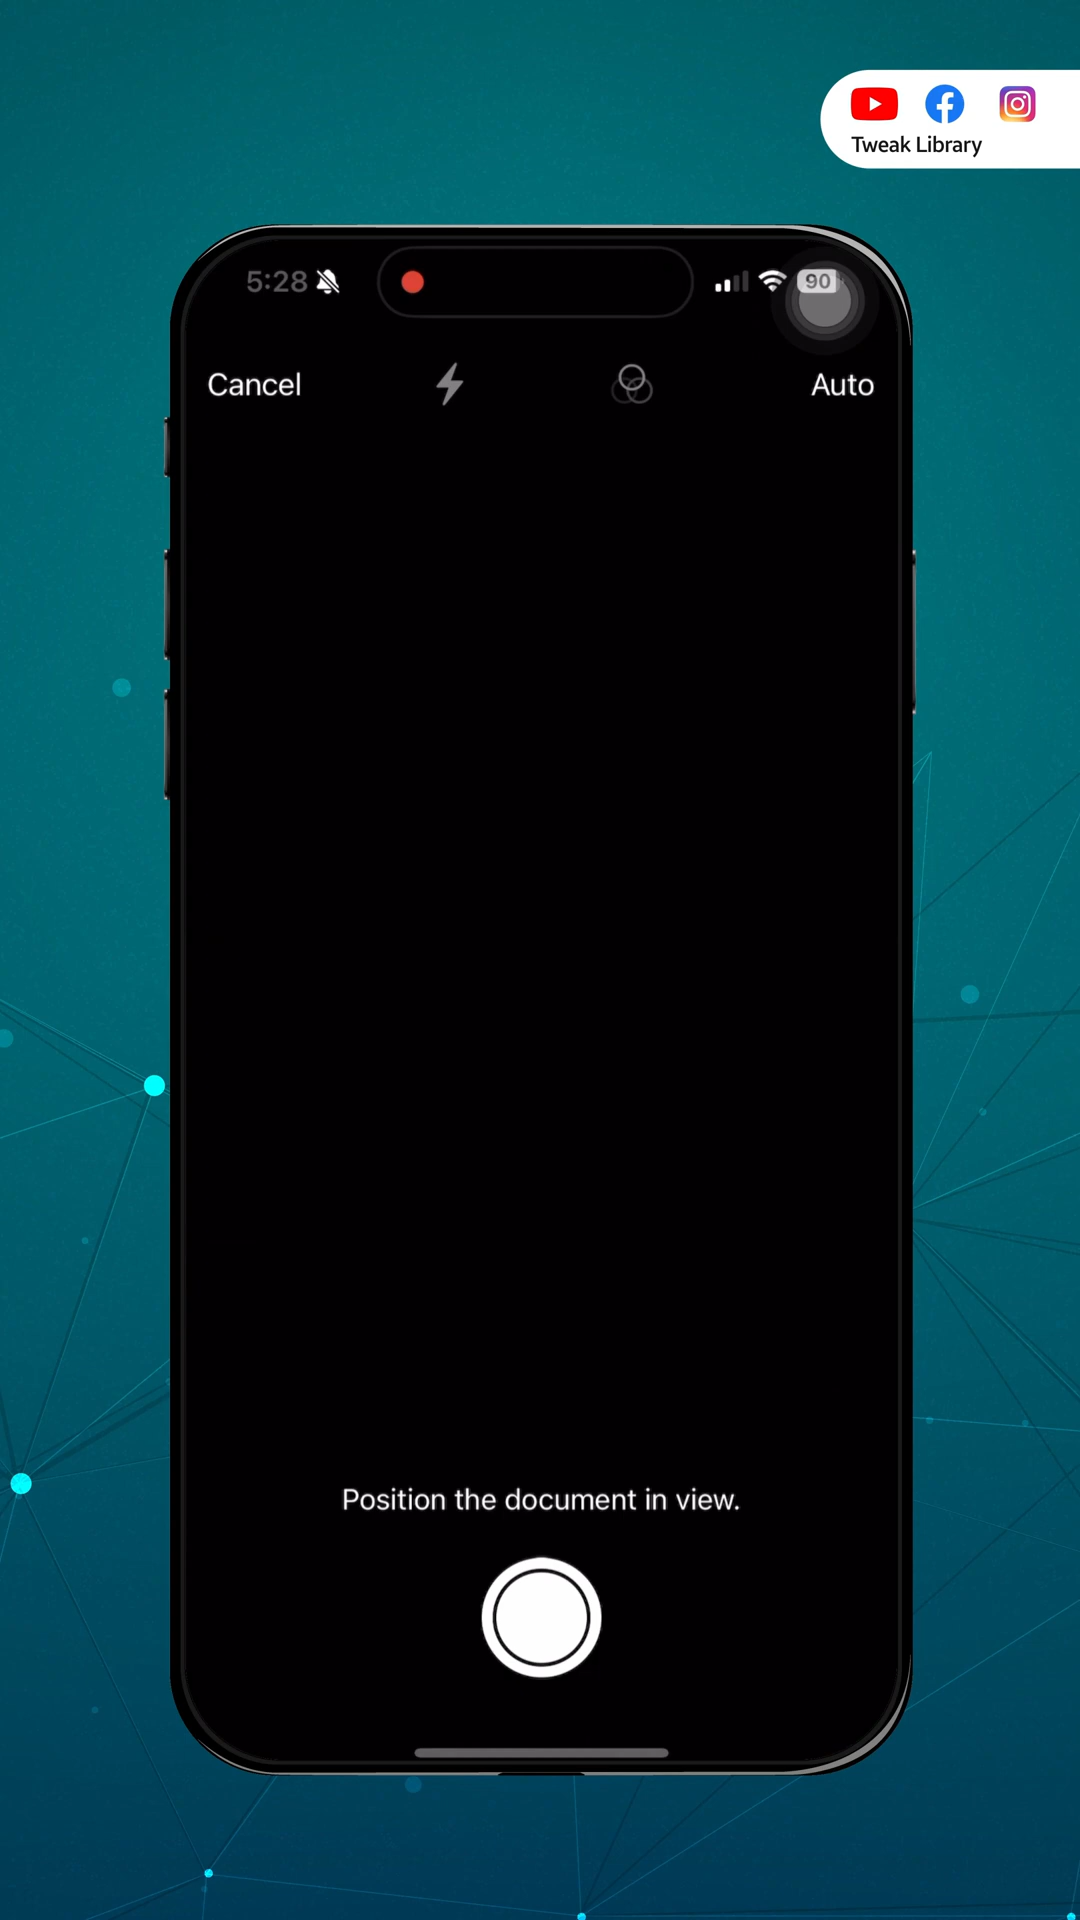 Tweak Library
5:28
90
Cancel
Auto
Position the document in view.